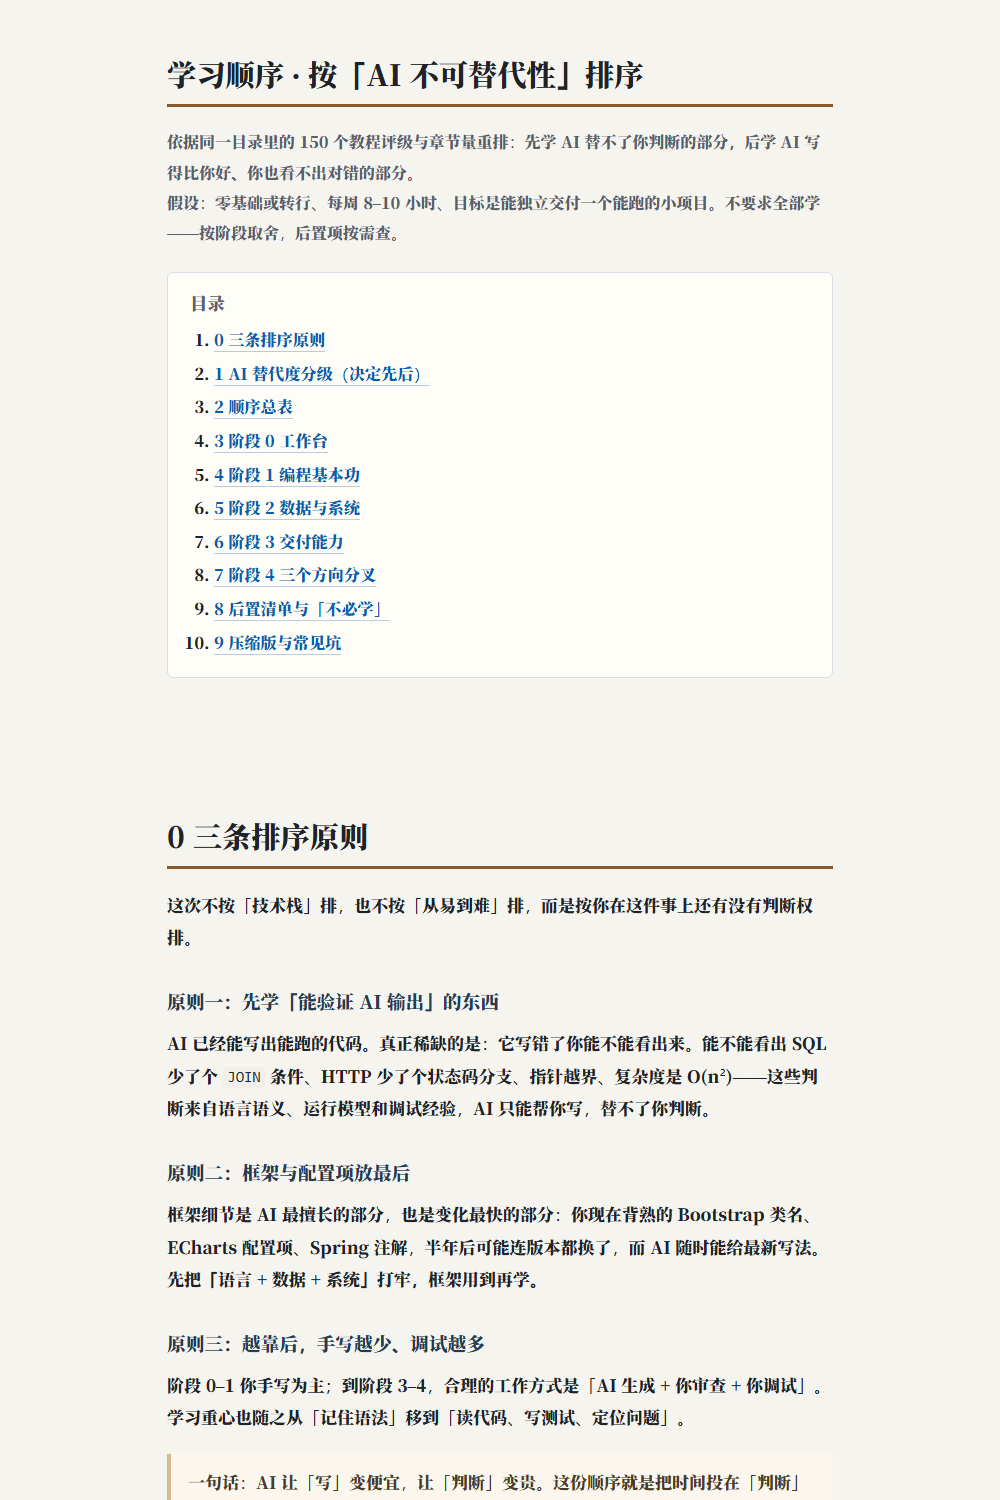 学习顺序 · 按「AI 不可替代性」排序
依据同一目录里的 150 个教程评级与章节量重排：先学 AI 替不了你判断的部分，后学 AI 写
得比你好、你也看不出对错的部分。
假设：零基础或转行、每周 8–10 小时、目标是能独立交付一个能跑的小项目。不要求全部学
——按阶段取舍，后置项按需查。
目录
1. 0 三条排序原则
2. 1 AI 替代度分级（决定先后）
3. 2 顺序总表
4. 3 阶段 0 工作台
5. 4 阶段 1 编程基本功
6. 5 阶段 2 数据与系统
7. 6 阶段 3 交付能力
8. 7 阶段 4 三个方向分叉
9. 8 后置清单与「不必学」
10. 9 压缩版与常见坑
0 三条排序原则
这次不按「技术栈」排，也不按「从易到难」排，而是按你在这件事上还有没有判断权
排。
原则一：先学「能验证 AI 输出」的东西
AI 已经能写出能跑的代码。真正稀缺的是：它写错了你能不能看出来。能不能看出 SQL
少了个 JOIN 条件、HTTP 少了个状态码分支、指针越界、复杂度是 O(n²)——这些判
断来自语言语义、运行模型和调试经验，AI 只能帮你写，替不了你判断。
原则二：框架与配置项放最后
框架细节是 AI 最擅长的部分，也是变化最快的部分：你现在背熟的 Bootstrap 类名、
ECharts 配置项、Spring 注解，半年后可能连版本都换了，而 AI 随时能给最新写法。
先把「语言 + 数据 + 系统」打牢，框架用到再学。
原则三：越靠后，手写越少、调试越多
阶段 0–1 你手写为主；到阶段 3–4，合理的工作方式是「AI 生成 + 你审查 + 你调试」。
学习重心也随之从「记住语法」移到「读代码、写测试、定位问题」。
一句话：AI 让「写」变便宜，让「判断」变贵。这份顺序就是把时间投在「判断」